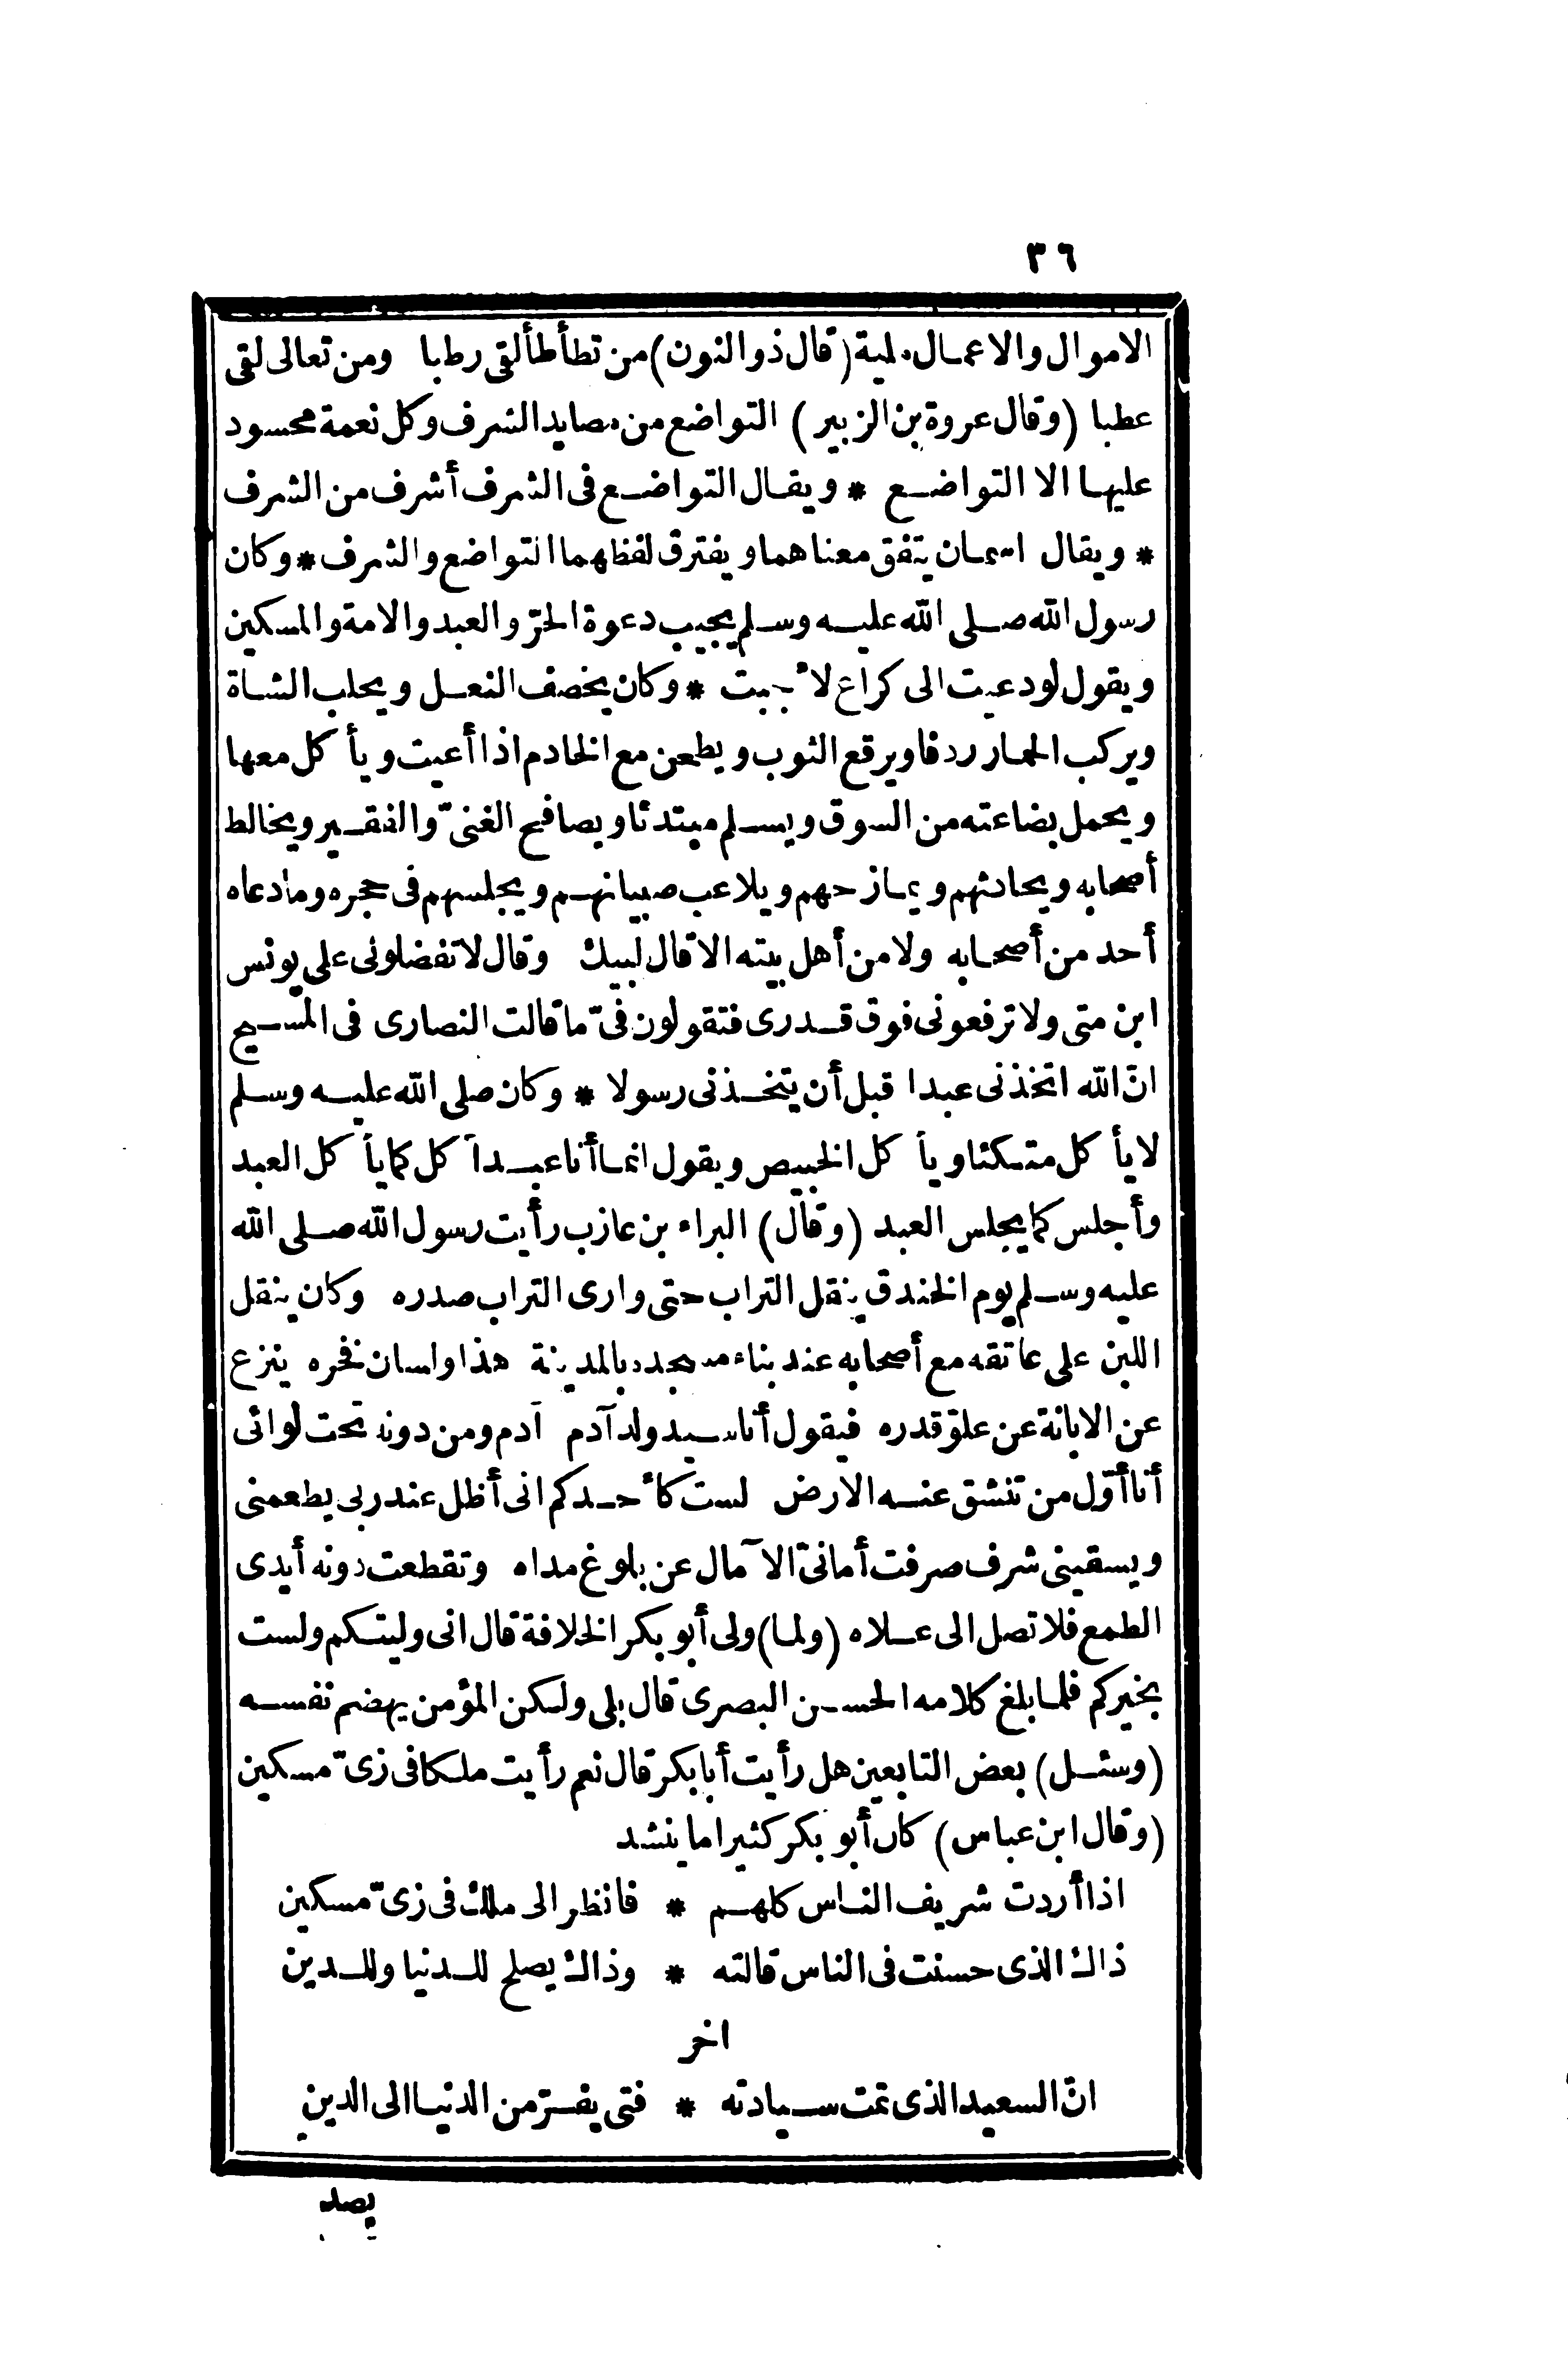 ٣٦
الاموال والاعمال ملية (قال ذو النون) من تطأطأ لقى رطبا ومن تعالى لقى
عطبا (وقال عروة بن الزبير) التواضع من مصايد الشرف وكل نعمة محسود
عليها الا التواضع * ويقال التواضع فى الشرف أشرف من الشرف
* ويقال اسمان يتفق معناهما ويفترق لفظهما التواضع والشرف * وكان
رسول الله صلى الله عليه وسلم يجيب دعوة الحرّ والعبد والامة والمسكين
ويقول لو دعيت الى كراع لأجبت * وكان يخصف النعل ويحلب الشاة
ويركب الحمار ردفا ويرقع الثوب ويطحن مع الخادم اذا أعيت ويأكل معها
ويحمل بضاعته من السوق ويسلم مبتدئا ويصافح الغنىّ والفقير ويخالط
أصحابه ويحادثهم ويمازحهم ويلاعب صبيانهم ويجلسهم فى حجره وما دعاه
أحد من أصحابه ولا من أهل بيته الا قال لبيك وقال لا تفضلونى على يونس
ابن متى ولا ترفعونى فوق قدرى فتقولون فىّ ما قالت النصارى فى المسيح
انّ الله اتخذنى عبدا قبل أن يتخذنى رسولا * وكان صلى الله عليه وسلم
لا يأكل متكئا ويأكل الخبيص ويقول انما أنا عبد آكل كما يأكل العبد
وأجلس كما يجلس العبد (وقال) البراء بن عازب رأيت رسول الله صلى الله
عليه وسلم يوم الخندق ينقل التراب حتى وارى التراب صدره وكان ينقل
اللبن على عاتقه مع أصحابه عند بناء مسجده بالمدينة هذا ولسان فخره ينزع
عن الابانة عن علوّ قدره فيقول أنا سيد ولد آدم آدم ومن دونه تحت لوائى
أنا أوّل من تنشق عنه الارض لست كأحدكم انى أظل عند ربى يطعمنى
ويسقينى شرف صرفت أمانىّ الآمال عن بلوغ مداه وتقطعت دونه أيدى
الطمع فلا تصل الى علاه (ولما) ولى أبو بكر الخلافة قال انى وليتكم ولست
بخيركم فلما بلغ كلامه الحسن البصرى قال بلى ولكن المؤمن يهضم نفسه
(وسئل) بعض التابعين هل رأيت أبا بكر قال نعم رأيت ملكا فى زىّ مسكين
(وقال ابن عباس) كان أبو بكر كثيرا ما ينشد
اذا أردت شريف الناس كلهم * فانظر الى ملك فى زىّ مسكين
ذاك الذى حسنت فى الناس قالته * وذاك يصلح للدنيا وللدين
اخر
انّ السعيد الذى تمت سيادته * فتى يفرّ من الدنيا الى الدين
يصد